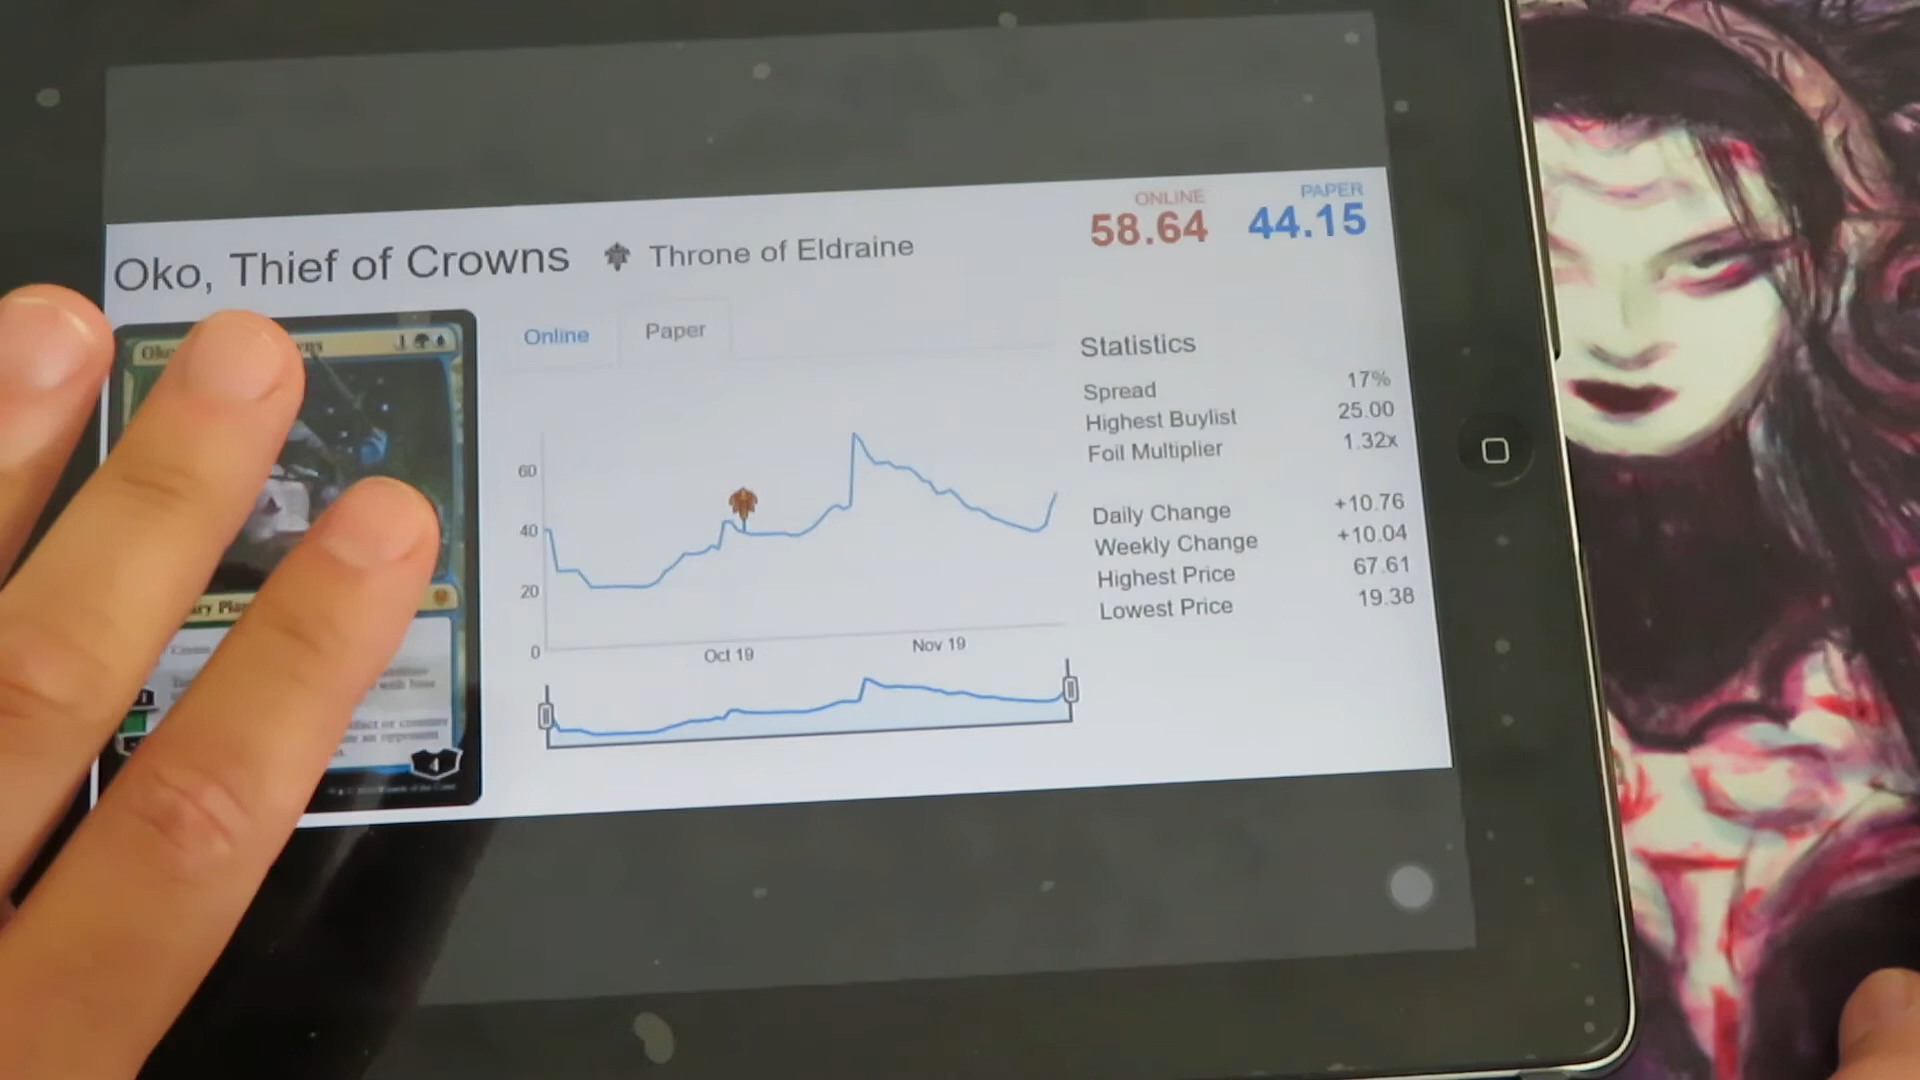 ONLINE
58.64
PAPER
44.15
Oko, Thief of Crowns
Throne of Eldraine
Online
Paper
60
40
20
0
Oct 19
Nov 19
Statistics
Spread 17%
Highest Buylist 25.00
Foil Multiplier 1.32x
Daily Change +10.76
Weekly Change +10.04
Highest Price 67.61
Lowest Price 19.38
1
4